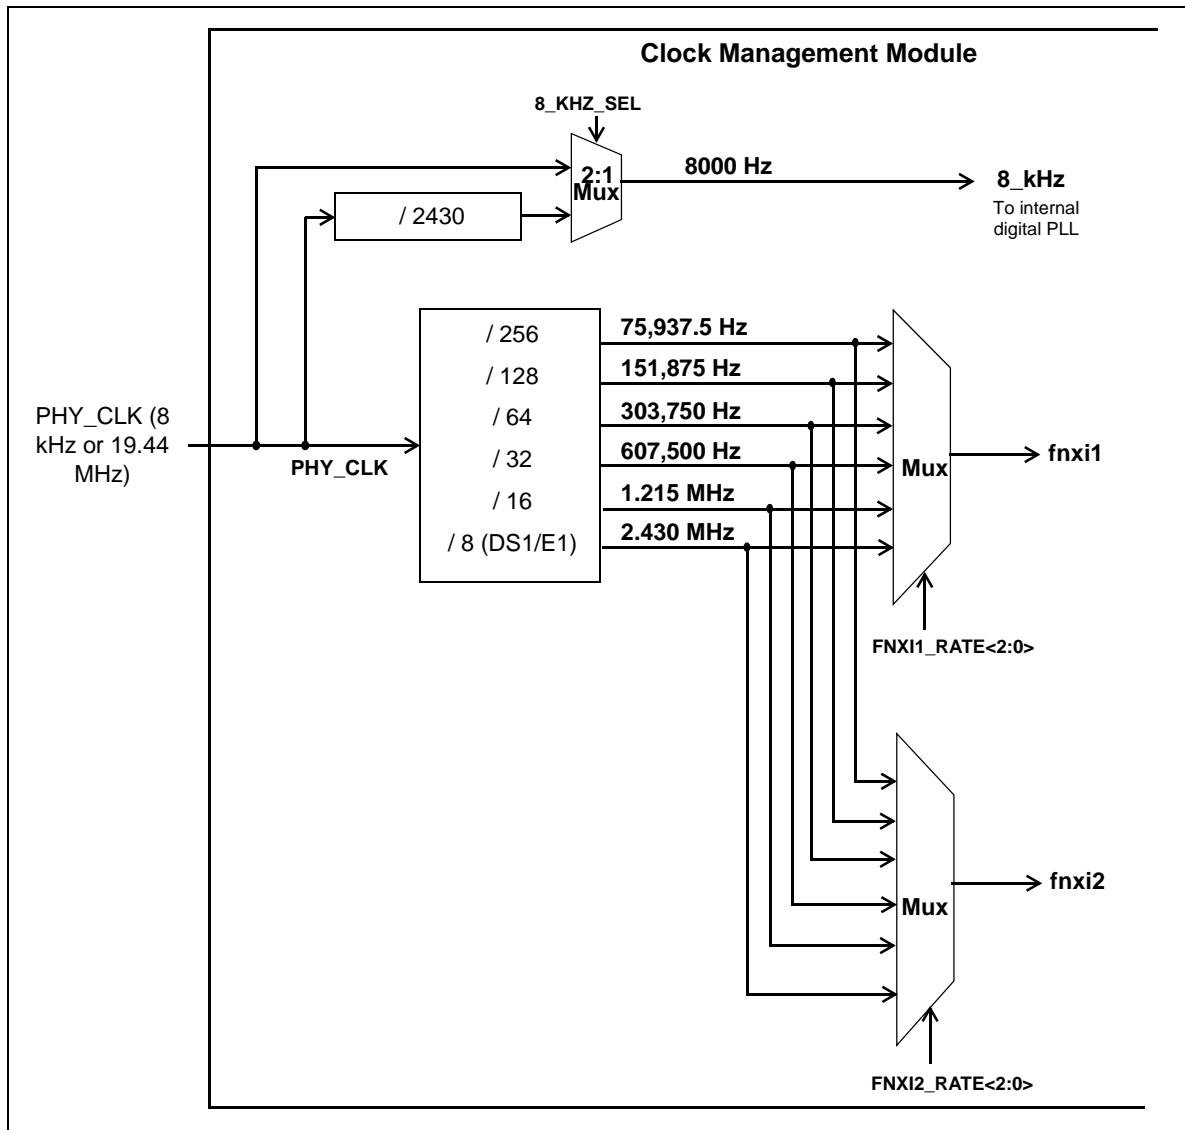 Clock Management Module
8_KHZ_SEL
2:1
Mux
8000 Hz
8_kHz
To internal
digital PLL
/ 2430
/ 256
/ 128
/ 64
/ 32
/ 16
/ 8 (DS1/E1)
75,937.5 Hz
151,875 Hz
303,750 Hz
607,500 Hz
1.215 MHz
2.430 MHz
PHY_CLK (8
kHz or 19.44
MHz)
PHY_CLK
Mux
fnxi1
FNXI1_RATE<2:0>
Mux
fnxi2
FNXI2_RATE<2:0>